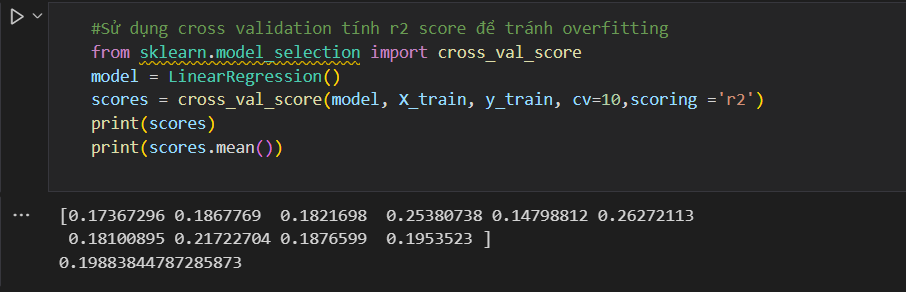 #Sử dụng cross validation tính r2 score để tránh overfitting
from sklearn.model_selection import cross_val_score
model = LinearRegression()
scores = cross_val_score(model, X_train, y_train, cv=10,scoring ='r2')
print(scores)
print(scores.mean())
[0.17367296 0.1867769  0.1821698  0.25380738 0.14798812 0.26272113
 0.18100895 0.21722704 0.1876599  0.1953523 ]
0.19883844787285873